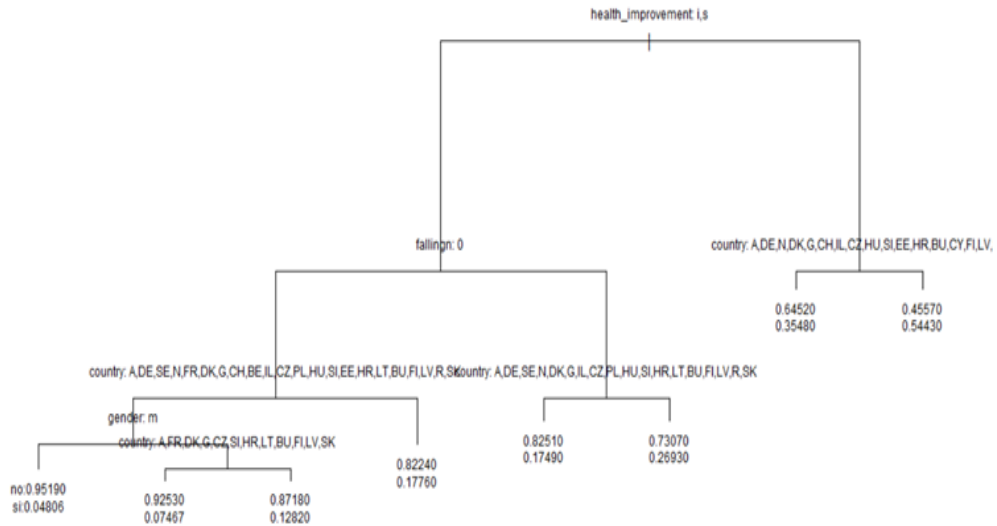 health_improvement: i,s
fallingn: 0
country: A,DE,N,DK,G,CH,IL,CZ,HU,SI,EE,HR,BU,CY,FI,LV,
0.64520
0.35480
0.45570
0.54430
country: A,DE,SE,N,FR,DK,G,CH,BE,IL,CZ,PL,HU,SI,EE,HR,LT,BU,FI,LV,R,SK
country: A,DE,SE,N,DK,G,IL,CZ,PL,HU,SI,HR,LT,BU,FI,LV,R,SK
gender: m
country: A,FR,DK,G,CZ,SI,HR,LT,BU,FI,LV,SK
0.82510
0.17490
0.73070
0.26930
0.82240
0.17760
no:0.95190
si:0.04806
0.92530
0.07467
0.87180
0.12820